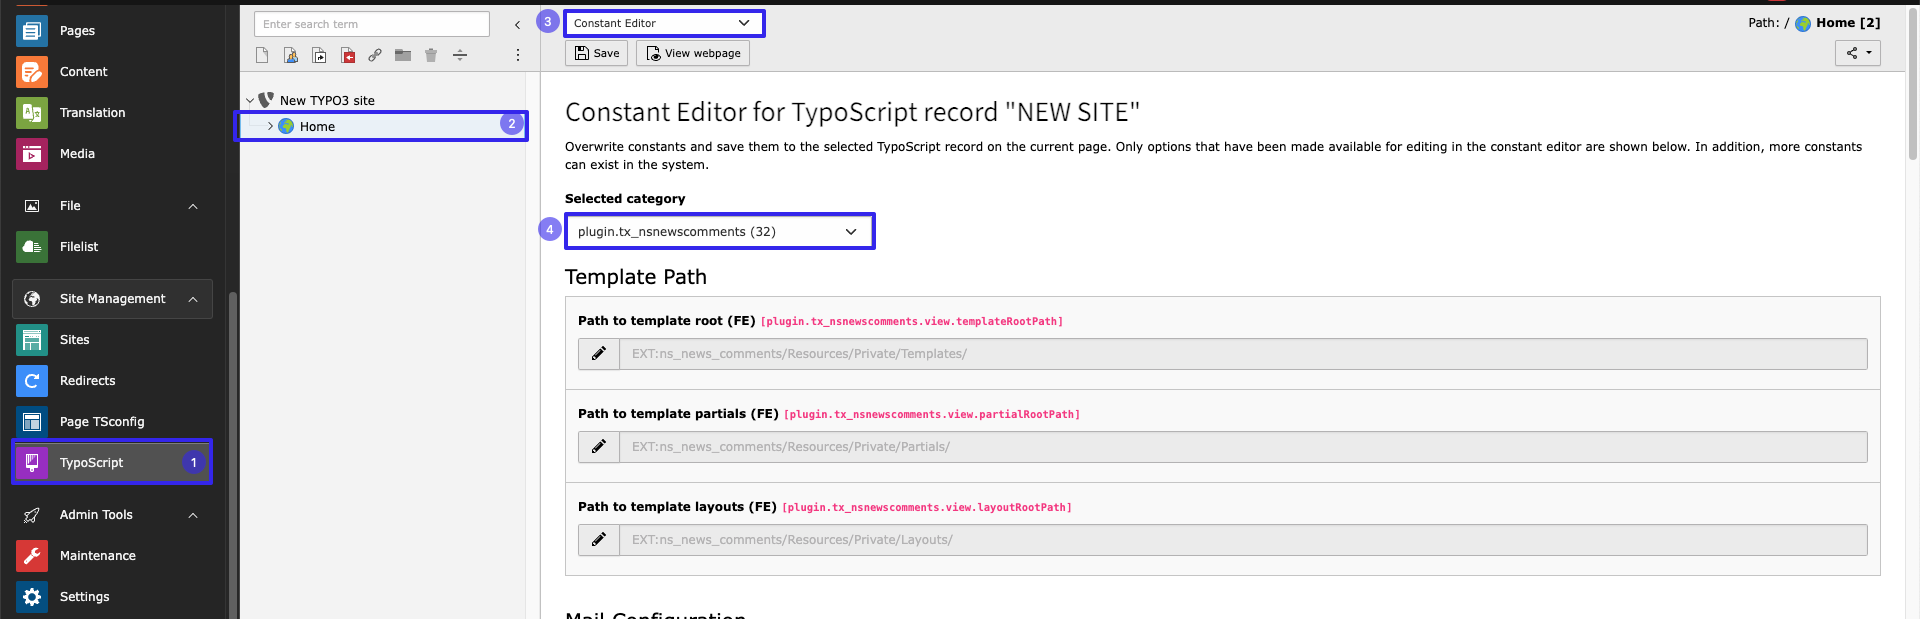 Pages
Content
Translation
Media
File
Filelist
Site Management
Sites
Redirects
Page TSconfig
TypoScript 1
Admin Tools
Maintenance
Settings
Enter search term
New TYPO3 site
Home 2
3 Constant Editor
Path: / Home [2]
Save View webpage
Constant Editor for TypoScript record "NEW SITE"
Overwrite constants and save them to the selected TypoScript record on the current page. Only options that have been made available for editing in the constant editor are shown below. In addition, more constants
can exist in the system.
Selected category
4 plugin.tx_nsnewscomments (32)
Template Path
Path to template root (FE) [plugin.tx_nsnewscomments.view.templateRootPath]
EXT:ns_news_comments/Resources/Private/Templates/
Path to template partials (FE) [plugin.tx_nsnewscomments.view.partialRootPath]
EXT:ns_news_comments/Resources/Private/Partials/
Path to template layouts (FE) [plugin.tx_nsnewscomments.view.layoutRootPath]
EXT:ns_news_comments/Resources/Private/Layouts/
Mail Configuration